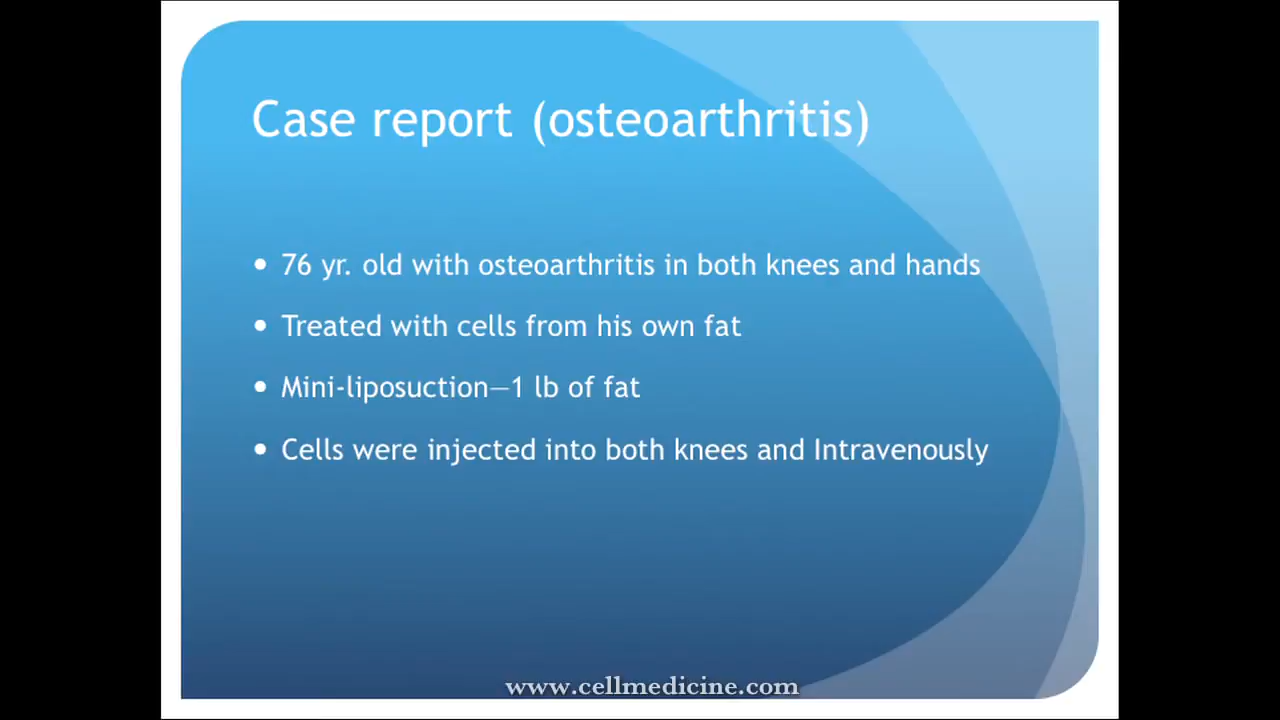 Case report (osteoarthritis)
• 76 yr. old with osteoarthritis in both knees and hands
• Treated with cells from his own fat
• Mini-liposuction—1 lb of fat
• Cells were injected into both knees and Intravenously
www.cellmedicine.com